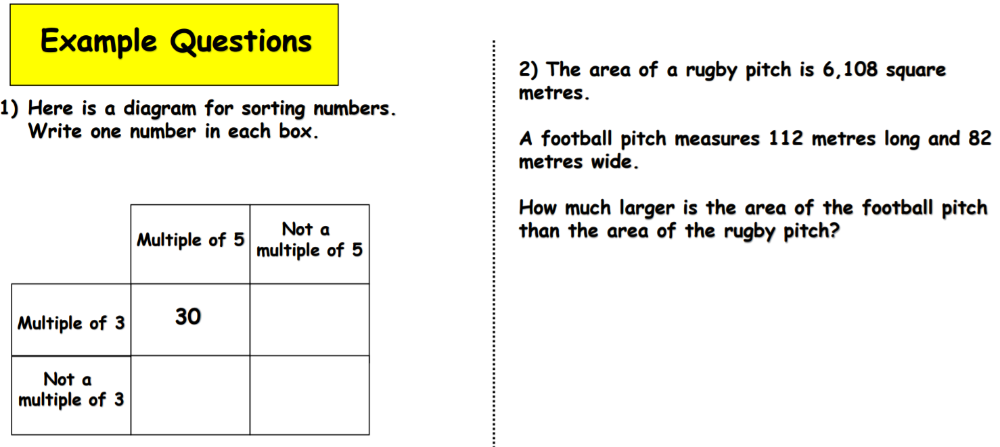 Example Questions
1) Here is a diagram for sorting numbers.
Write one number in each box.
Multiple of 5
Not a
multiple of 5
Multiple of 3
30
Not a
multiple of 3
2) The area of a rugby pitch is 6,108 square
metres.
A football pitch measures 112 metres long and 82
metres wide.
How much larger is the area of the football pitch
than the area of the rugby pitch?